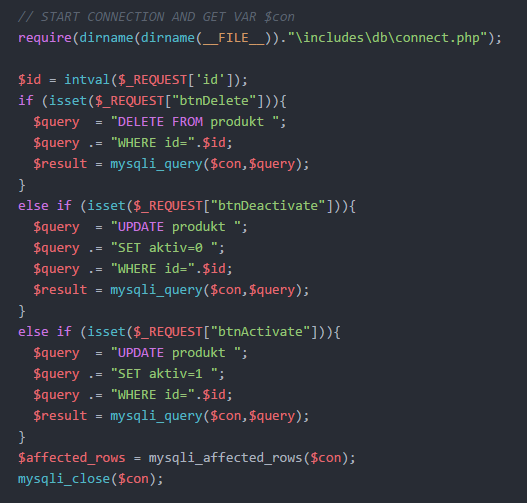 // START CONNECTION AND GET VAR $con
require(dirname(dirname(__FILE__))."\includes\db\connect.php");

$id = intval($_REQUEST['id']);
if (isset($_REQUEST["btnDelete"])){
  $query  = "DELETE FROM produkt ";
  $query .= "WHERE id=".$id;
  $result = mysqli_query($con,$query);
}
else if (isset($_REQUEST["btnDeactivate"])){
  $query  = "UPDATE produkt ";
  $query .= "SET aktiv=0 ";
  $query .= "WHERE id=".$id;
  $result = mysqli_query($con,$query);
}
else if (isset($_REQUEST["btnActivate"])){
  $query  = "UPDATE produkt ";
  $query .= "SET aktiv=1 ";
  $query .= "WHERE id=".$id;
  $result = mysqli_query($con,$query);
}
$affected_rows = mysqli_affected_rows($con);
mysqli_close($con);